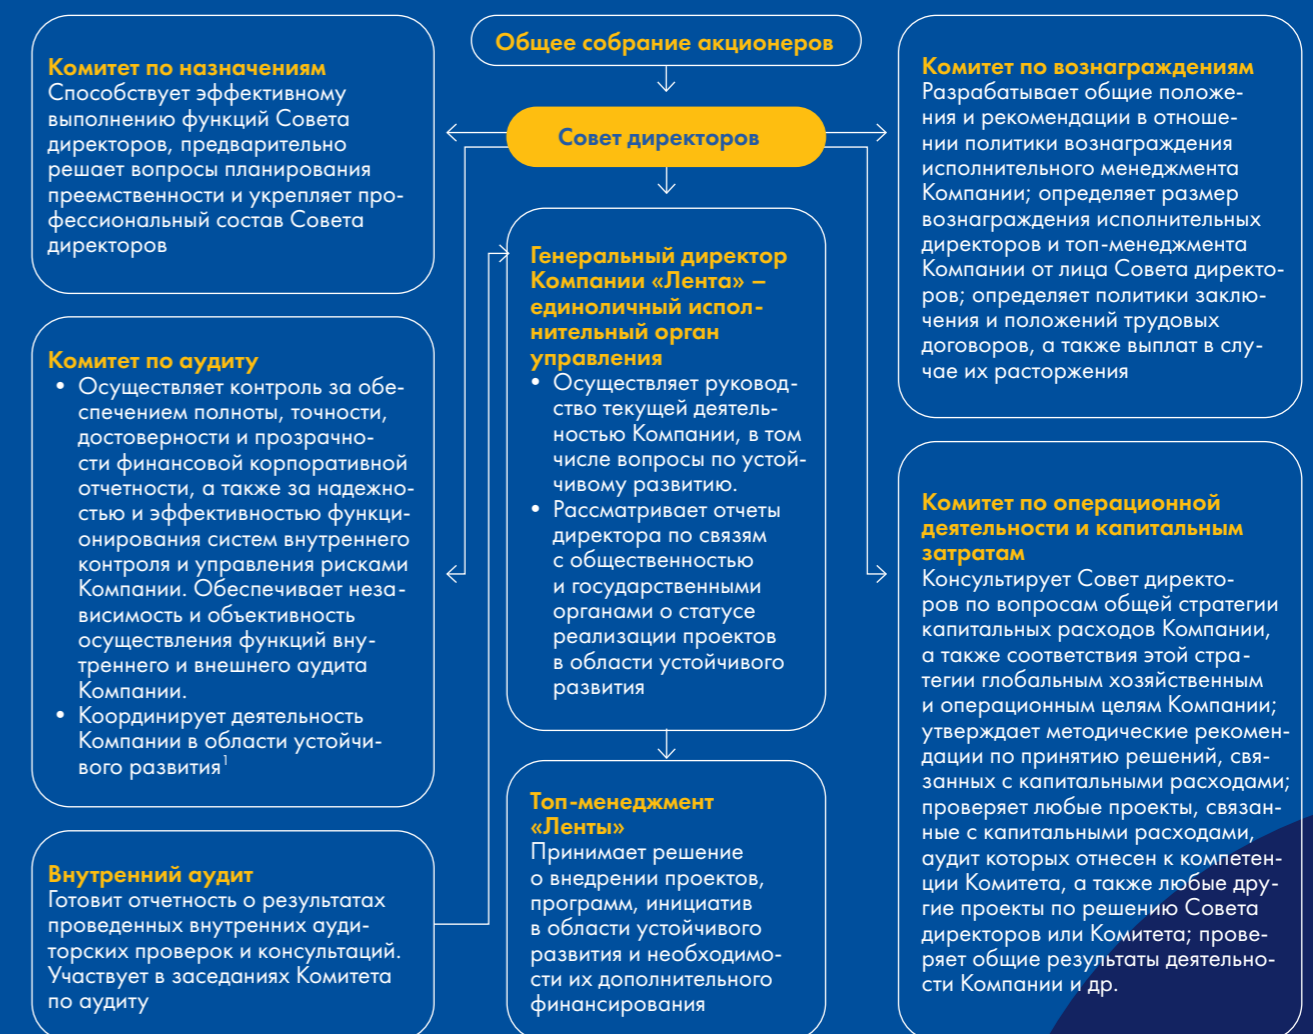 Общее собрание акционеров
Совет директоров
Комитет по назначениям
Способствует эффективному
выполнению функций Совета
директоров, предварительно
решает вопросы планирования
преемственности и укрепляет про-
фессиональный состав Совета
директоров
Комитет по аудиту
• Осуществляет контроль за обе-
спечением полноты, точности,
достоверности и прозрачно-
сти финансовой корпоративной
отчетности, а также за надежно-
стью и эффективностью функци-
онирования систем внутреннего
контроля и управления рисками
Компании. Обеспечивает неза-
висимость и объективность
осуществления функций вну-
треннего и внешнего аудита
Компании.
• Координирует деятельность
Компании в области устойчи-
вого развития¹
Внутренний аудит
Готовит отчетность о результатах
проведенных внутренних ауди-
торских проверок и консультаций.
Участвует в заседаниях Комитета
по аудиту
Генеральный директор
Компании «Лента» –
единоличный испол-
нительный орган
управления
• Осуществляет руковод-
ство текущей деятель-
ностью Компании, в том
числе вопросы по устой-
чивому развитию.
• Рассматривает отчеты
директора по связям
с общественностью
и государственными
органами о статусе
реализации проектов
в области устойчивого
развития
Топ-менеджмент
«Ленты»
Принимает решение
о внедрении проектов,
программ, инициатив
в области устойчивого
развития и необходимо-
сти их дополнительного
финансирования
Комитет по вознаграждениям
Разрабатывает общие положе-
ния и рекомендации в отноше-
нии политики вознаграждения
исполнительного менеджмента
Компании; определяет размер
вознаграждения исполнительных
директоров и топ-менеджмента
Компании от лица Совета директо-
ров; определяет политики заклю-
чения и положений трудовых
договоров, а также выплат в слу-
чае их расторжения
Комитет по операционной
деятельности и капитальным
затратам
Консультирует Совет директо-
ров по вопросам общей стратегии
капитальных расходов Компании,
а также соответствия этой стра-
тегии глобальным хозяйственным
и операционным целям Компании;
утверждает методические рекомен-
дации по принятию решений, свя-
занных с капитальными расходами;
проверяет любые проекты, связан-
ные с капитальными расходами,
аудит которых отнесен к компетен-
ции Комитета, а также любые дру-
гие проекты по решению Совета
директоров или Комитета; прове-
ряет общие результаты деятельно-
сти Компании и др.